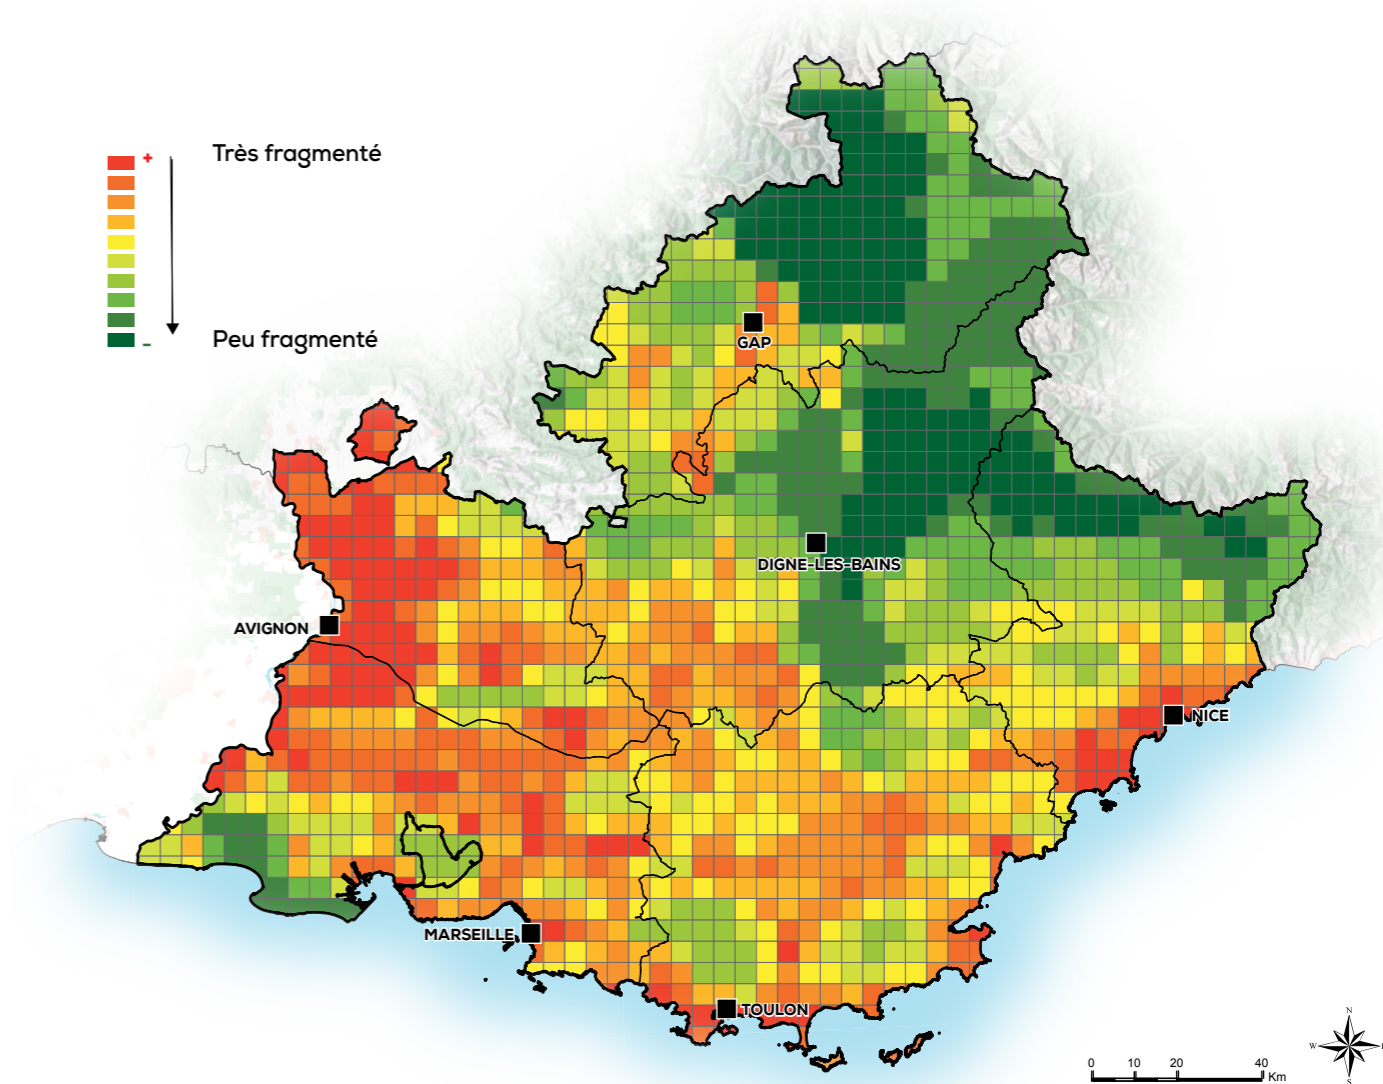 +
Très fragmenté
-
Peu fragmenté
GAP
DIGNE-LES-BAINS
AVIGNON
NICE
MARSEILLE
TOULON
N
W
E
S
0 10 20 40
Km